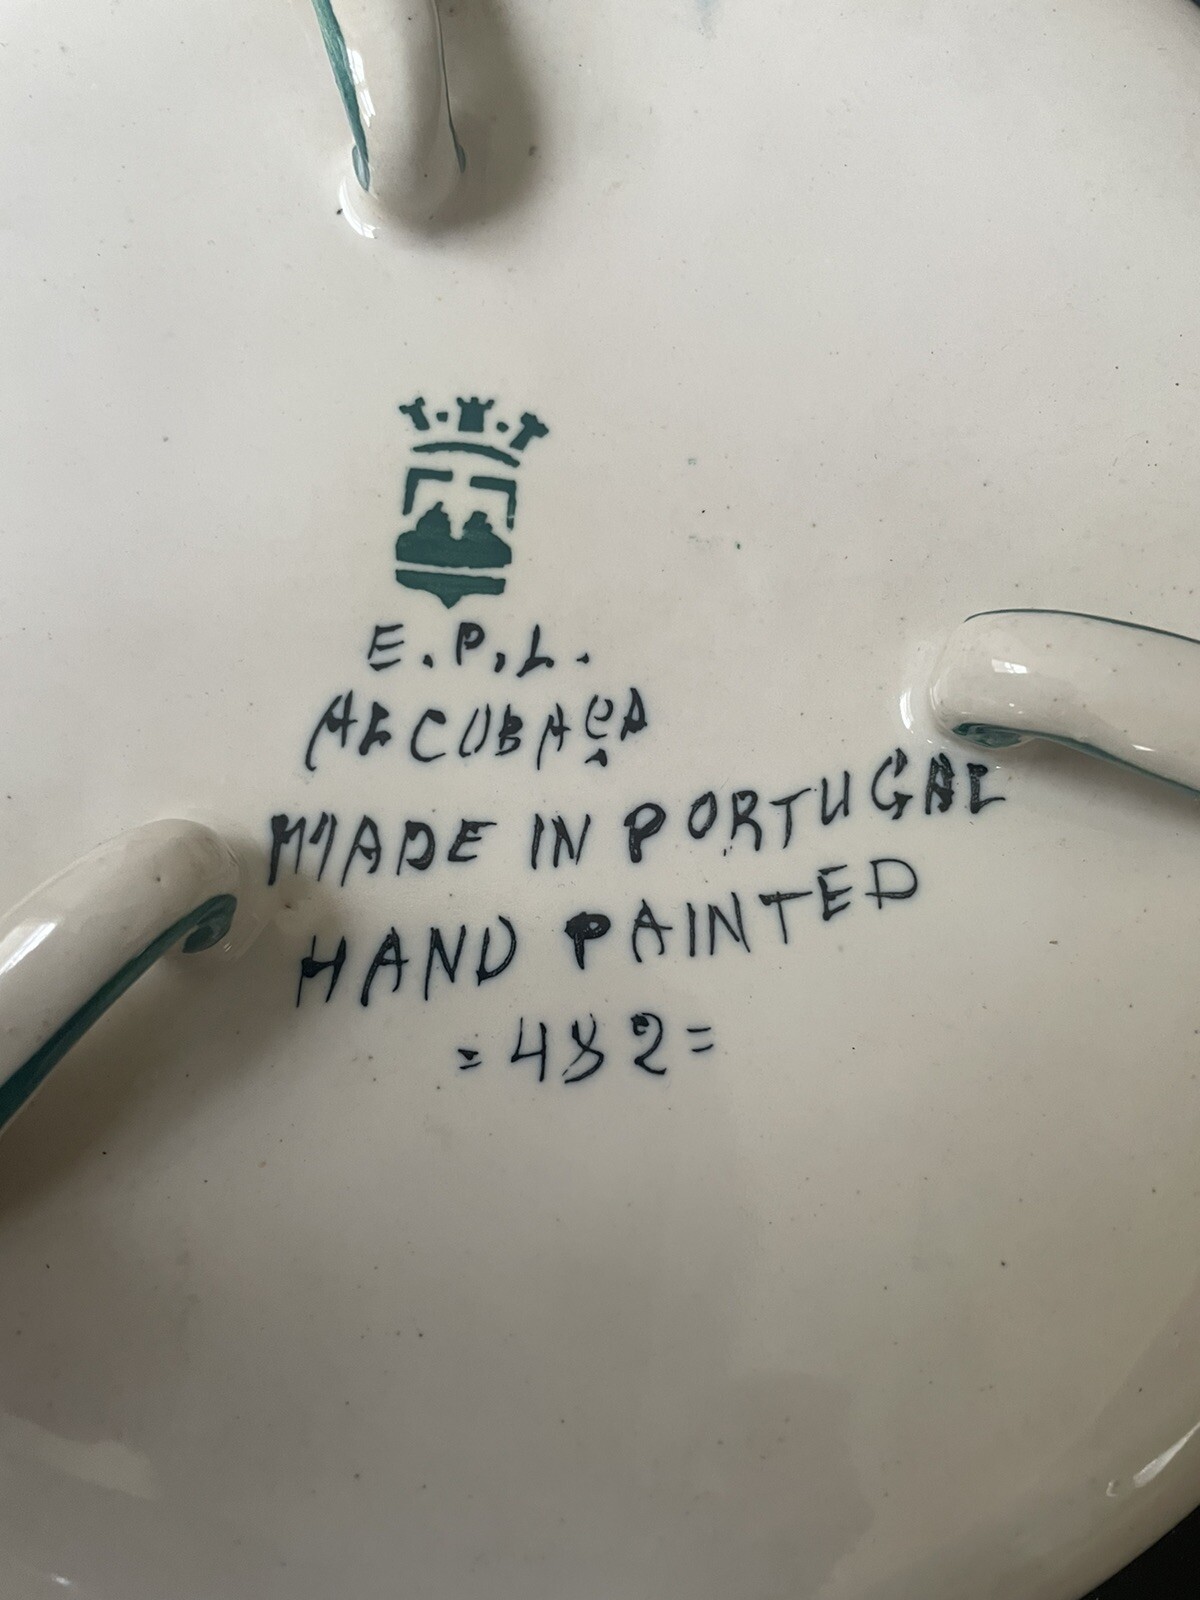 E.P.L.
ALCOBAÇA
MADE IN PORTUGAL
HAND PAINTED
=482=